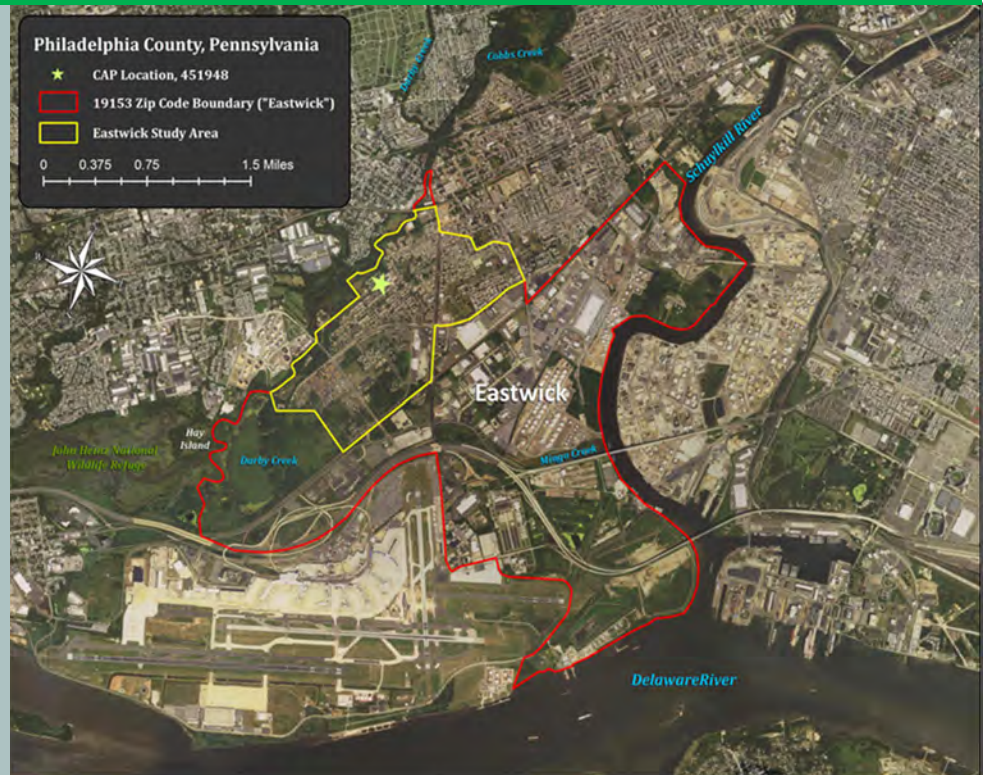 Philadelphia County, Pennsylvania
CAP Location, 451948
19153 Zip Code Boundary ("Eastwick")
Eastwick Study Area
0 0.375 0.75 1.5 Miles
Darby Creek
Cobbs Creek
Schuylkill River
Eastwick
Hay
Island
John Heinz National
Wildlife Refuge
Darby Creek
Mingo Creek
DelawareRiver